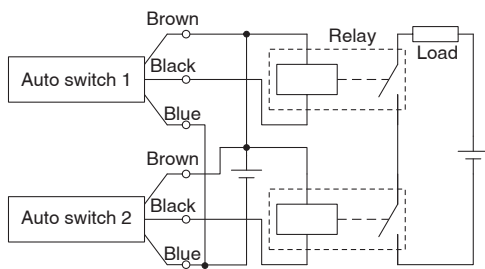 Brown
Relay
Load
Auto switch 1
Black
Blue
Brown
Auto switch 2
Black
Blue